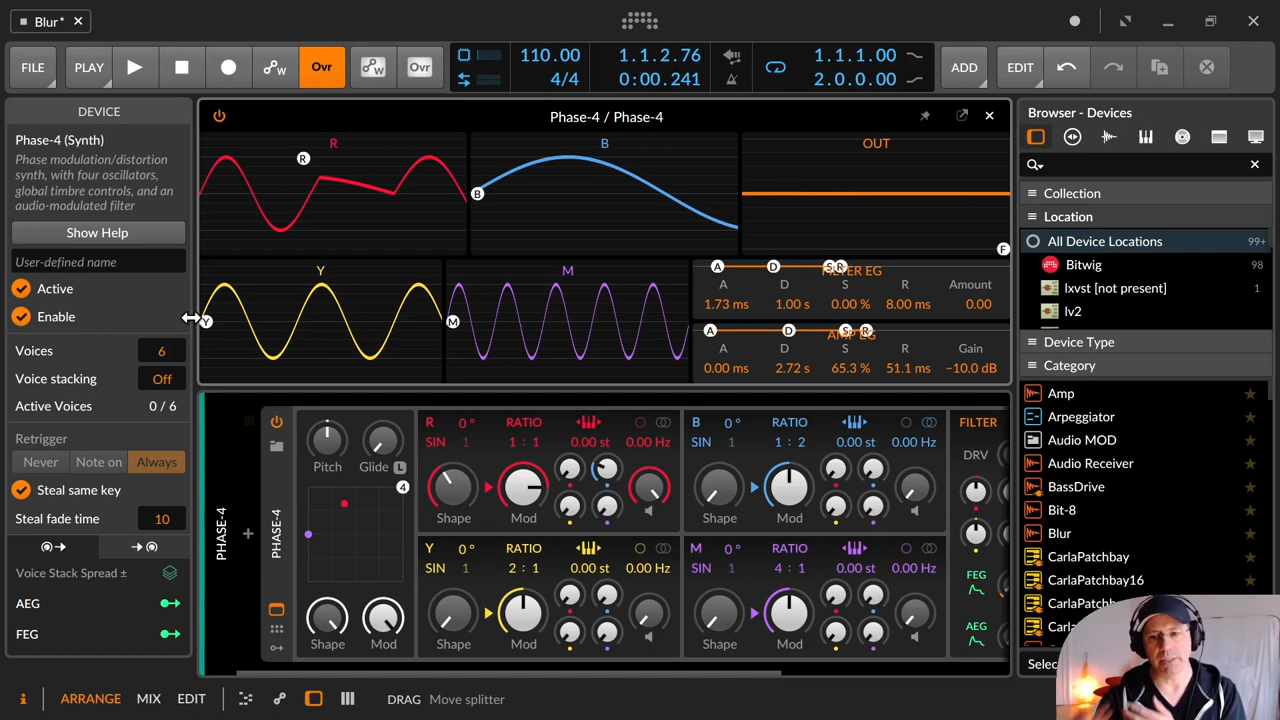 Blur*
FILE
PLAY
Ovr
Ovr
110.00
4/4
1.1.2.76
0:00.241
1.1.1.00
2.0.0.00
ADD
EDIT
DEVICE
Phase-4 (Synth)
Phase modulation/distortion
synth, with four oscillators,
global timbre controls, and an
audio-modulated filter
Show Help
User-defined name
Active
Enable
Voices 6
Voice stacking Off
Active Voices 0 / 6
Retrigger
Never Note on Always
Steal same key
Steal fade time 10
Voice Stack Spread ±
AEG
FEG
Phase-4 / Phase-4
R
B
OUT
R
B
F
Y
M
Y
M
A D S R
FILTER EG
A D S R Amount
1.73 ms 1.00 s 0.00 % 8.00 ms 0.00
A D S R
AMP EG
A D S R Gain
0.00 ms 2.72 s 65.3 % 51.1 ms −10.0 dB
PHASE-4
PHASE-4
Pitch Glide L
4
Shape Mod
R 0° RATIO
SIN 1 1 : 1 0.00 st 0.00 Hz
Shape Mod
B 0° RATIO
SIN 1 1 : 2 0.00 st 0.00 Hz
Shape Mod
Y 0° RATIO
SIN 1 2 : 1 0.00 st 0.00 Hz
Shape Mod
M 0° RATIO
SIN 1 4 : 1 0.00 st 0.00 Hz
Shape Mod
FILTER
DRV
FEG
AEG
Browser - Devices
Collection
Location
All Device Locations 99+
Bitwig 98
lxvst [not present] 1
lv2
Device Type
Category
Amp
Arpeggiator
Audio MOD
Audio Receiver
BassDrive
Bit-8
Blur
CarlaPatchbay
CarlaPatchbay16
ARRANGE MIX EDIT
DRAG Move splitter